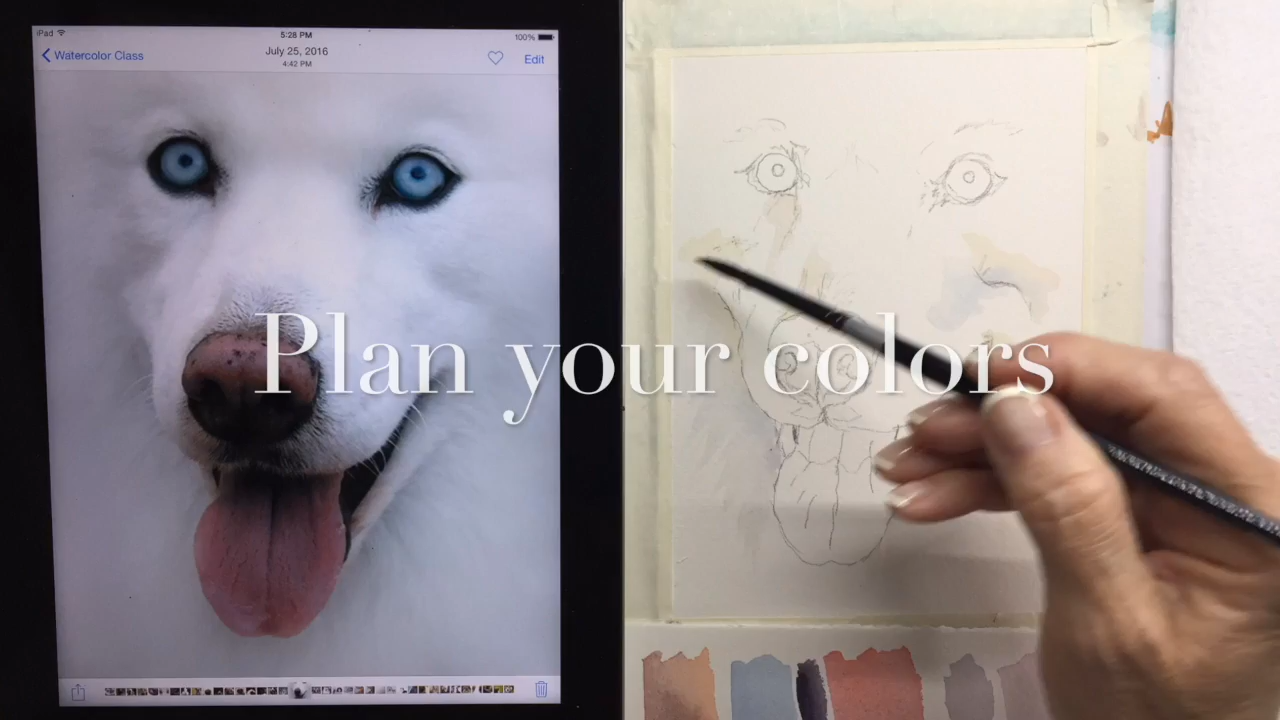 iPad
5:28 PM
100%
Watercolor Class
July 25, 2016
4:42 PM
Edit
Plan your colors